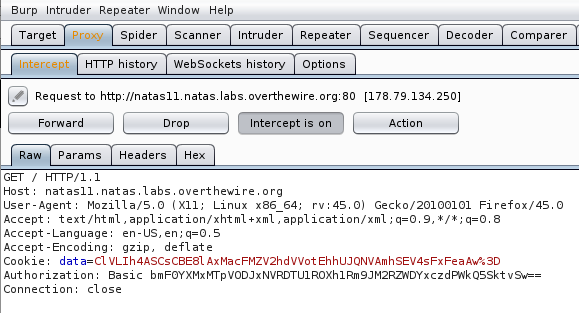 Burp Intruder Repeater Window Help
Target Proxy Spider Scanner Intruder Repeater Sequencer Decoder Comparer
Intercept HTTP history WebSockets history Options
Request to http://natas11.natas.labs.overthewire.org:80 [178.79.134.250]
Forward Drop Intercept is on Action
Raw Params Headers Hex
GET / HTTP/1.1
Host: natas11.natas.labs.overthewire.org
User-Agent: Mozilla/5.0 (X11; Linux x86_64; rv:45.0) Gecko/20100101 Firefox/45.0
Accept: text/html,application/xhtml+xml,application/xml;q=0.9,*/*;q=0.8
Accept-Language: en-US,en;q=0.5
Accept-Encoding: gzip, deflate
Cookie: data=ClVLIh4ASCsCBE8lAxMacFMZV2hdVVotEhhUJQNVAmhSEV4sFxFeaAw%3D
Authorization: Basic bmF0YXMxMTpVODJxNVRDTU1ROXh1Rm9JM2RZWDYxczdPWkQ5SktvSw==
Connection: close